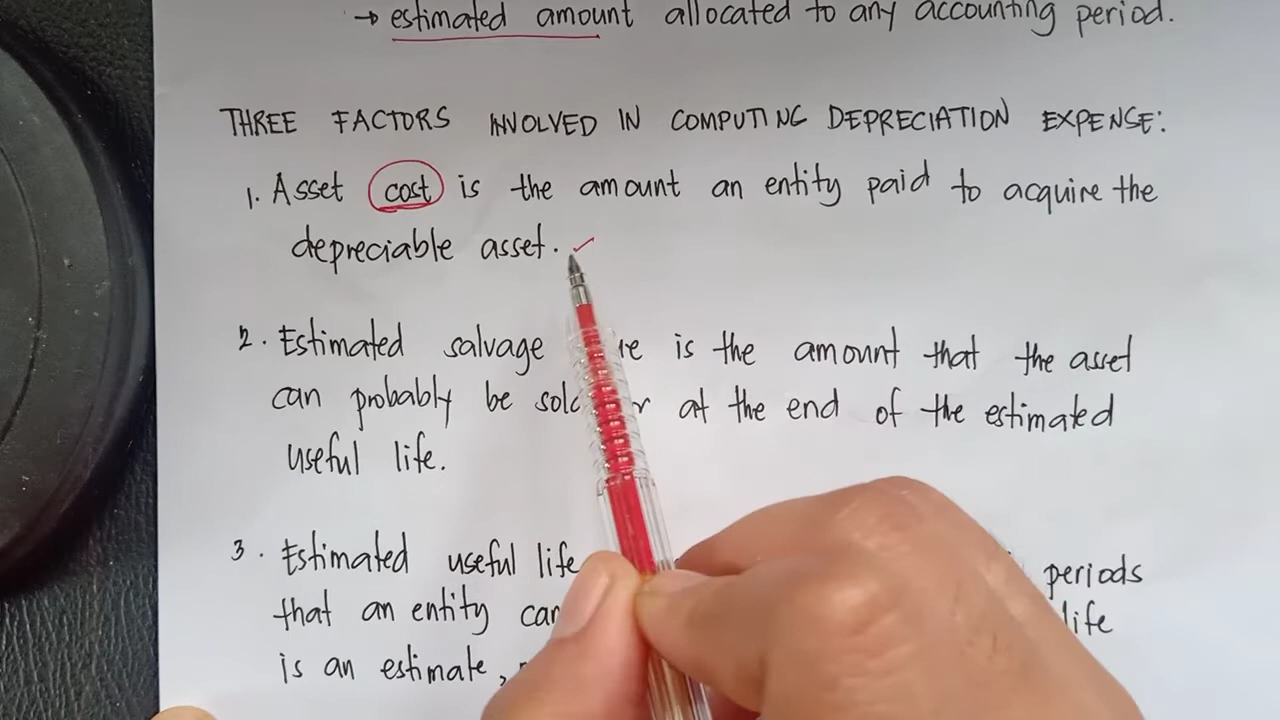 → estimated amount allocated to any accounting period.
THREE FACTORS INVOLVED IN COMPUTING DEPRECIATION EXPENSE:
1. Asset cost is the amount an entity paid to acquire the
depreciable asset.
2. Estimated salvage is the amount that the asset
can probably be sold at the end of the estimated
useful life.
3. Estimated useful life periods
that an entity life
is an estimate,